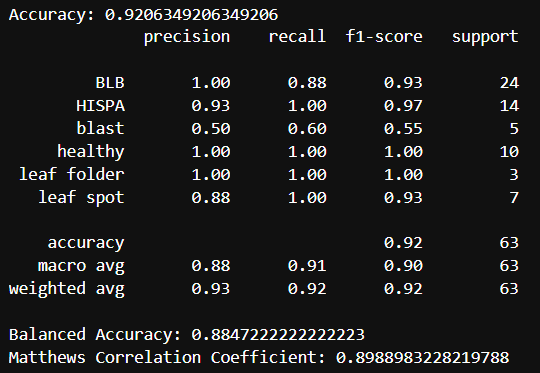 Accuracy: 0.9206349206349206
precision recall f1-score support
BLB 1.00 0.88 0.93 24
HISPA 0.93 1.00 0.97 14
blast 0.50 0.60 0.55 5
healthy 1.00 1.00 1.00 10
leaf folder 1.00 1.00 1.00 3
leaf spot 0.88 1.00 0.93 7
accuracy 0.92 63
macro avg 0.88 0.91 0.90 63
weighted avg 0.93 0.92 0.92 63
Balanced Accuracy: 0.8847222222222223
Matthews Correlation Coefficient: 0.8988983228219788